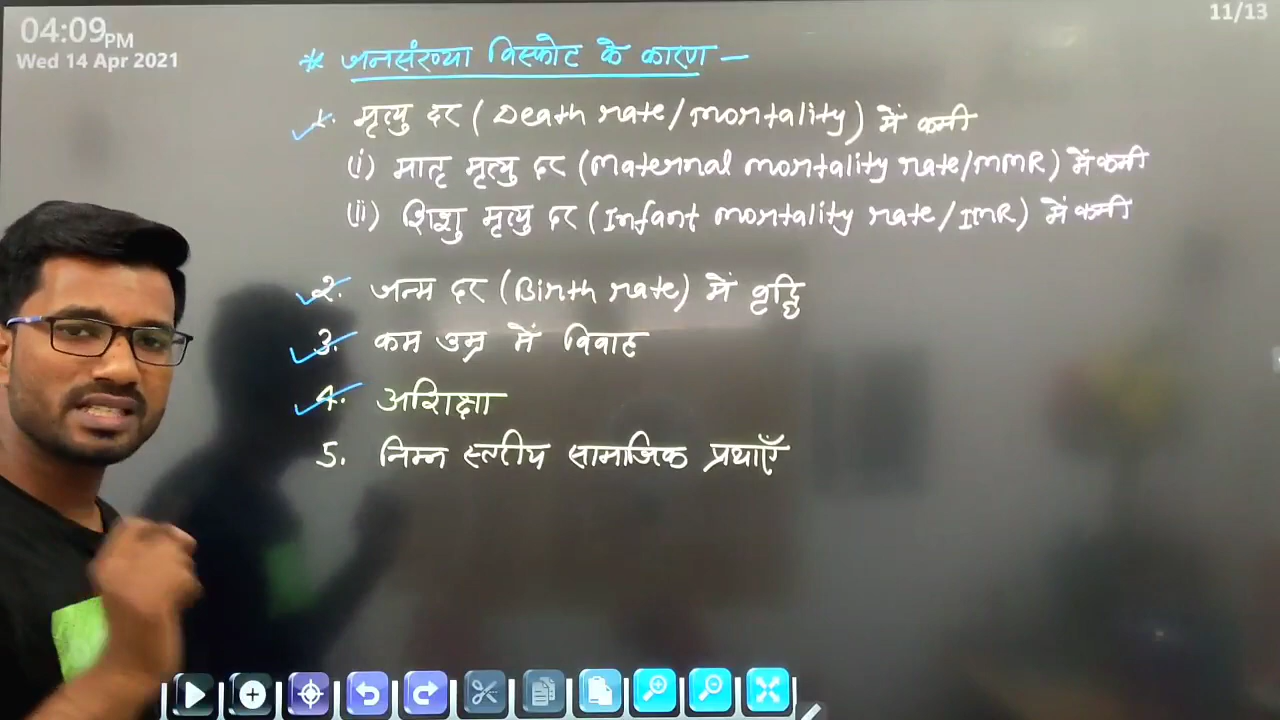 04:09PM
Wed 14 Apr 2021
11/13
* जनसंख्या विस्फोट के कारण –
1. मृत्यु दर (Death rate/mortality) में कमी
(i) मातृ मृत्यु दर (Maternal mortality rate/MMR) में कमी
(ii) शिशु मृत्यु दर (Infant mortality rate/IMR) में कमी
2. जन्म दर (Birth rate) में वृद्धि
3. कम उम्र में विवाह
4. अशिक्षा
5. निम्न स्तरीय सामाजिक प्रथाएँ